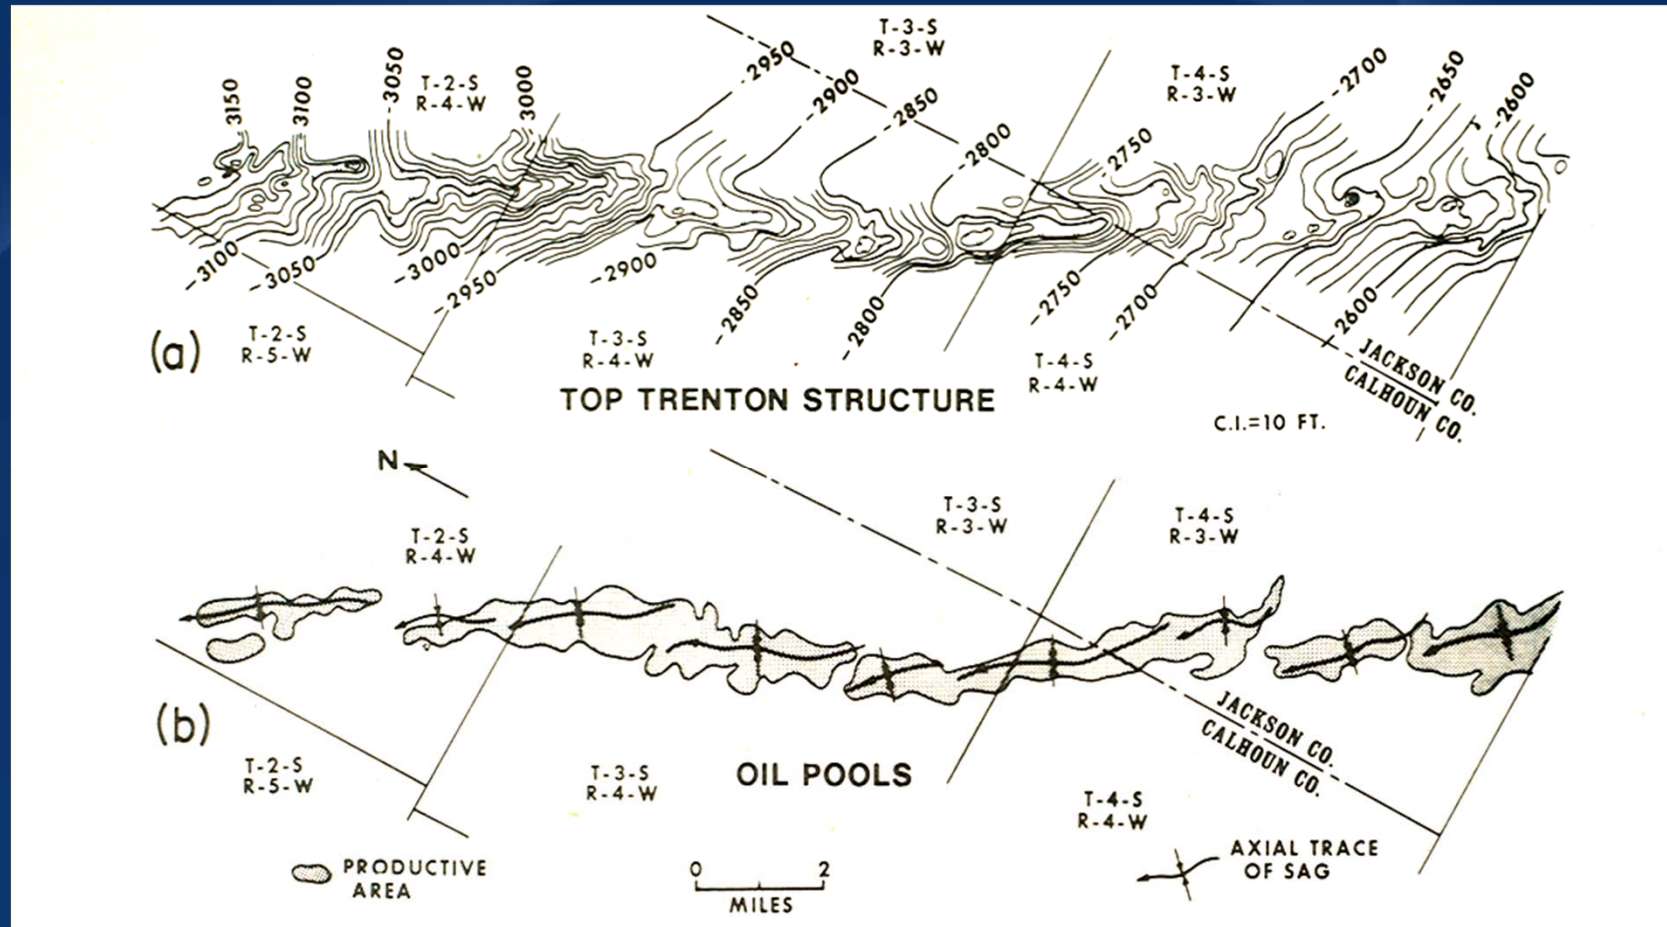 T-3-S
R-3-W
-2950
-2900
-2850
-2800
-2750
T-4-S
R-3-W
-2700
-2650
-2600
3150
3100
-3050
T-2-S
R-4-W
3000
-3100
-3050
-3000
-2950
-2900
-2850
-2800
-2750
-2700
-2600
(a)
T-2-S
R-5-W
T-3-S
R-4-W
T-4-S
R-4-W
JACKSON CO.
CALHOUN CO.
TOP TRENTON STRUCTURE
C.I.=10 FT.
N
T-2-S
R-4-W
T-3-S
R-3-W
T-4-S
R-3-W
(b)
T-2-S
R-5-W
T-3-S
R-4-W
OIL POOLS
JACKSON CO.
CALHOUN CO.
T-4-S
R-4-W
PRODUCTIVE
AREA
0 2
MILES
AXIAL TRACE
OF SAG